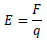 E = F/q